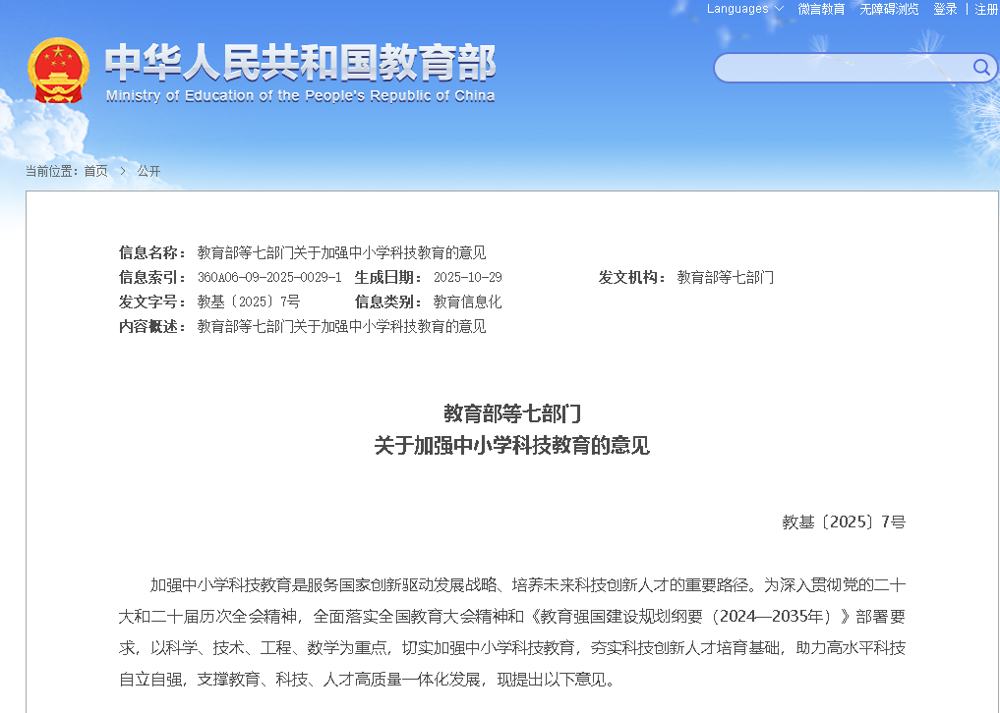 Languages 微言教育 无障碍浏览 登录 | 注册
中华人民共和国教育部
Ministry of Education of the People's Republic of China
当前位置：首页 > 公开
信息名称： 教育部等七部门关于加强中小学科技教育的意见
信息索引： 360A06-09-2025-0029-1 生成日期： 2025-10-29 发文机构： 教育部等七部门
发文字号： 教基〔2025〕7号 信息类别： 教育信息化
内容概述： 教育部等七部门关于加强中小学科技教育的意见
教育部等七部门
关于加强中小学科技教育的意见
教基〔2025〕7号
加强中小学科技教育是服务国家创新驱动发展战略、培养未来科技创新人才的重要路径。为深入贯彻党的二十
大和二十届历次全会精神，全面落实全国教育大会精神和《教育强国建设规划纲要（2024—2035年）》部署要
求，以科学、技术、工程、数学为重点，切实加强中小学科技教育，夯实科技创新人才培育基础，助力高水平科技
自立自强，支撑教育、科技、人才高质量一体化发展，现提出以下意见。